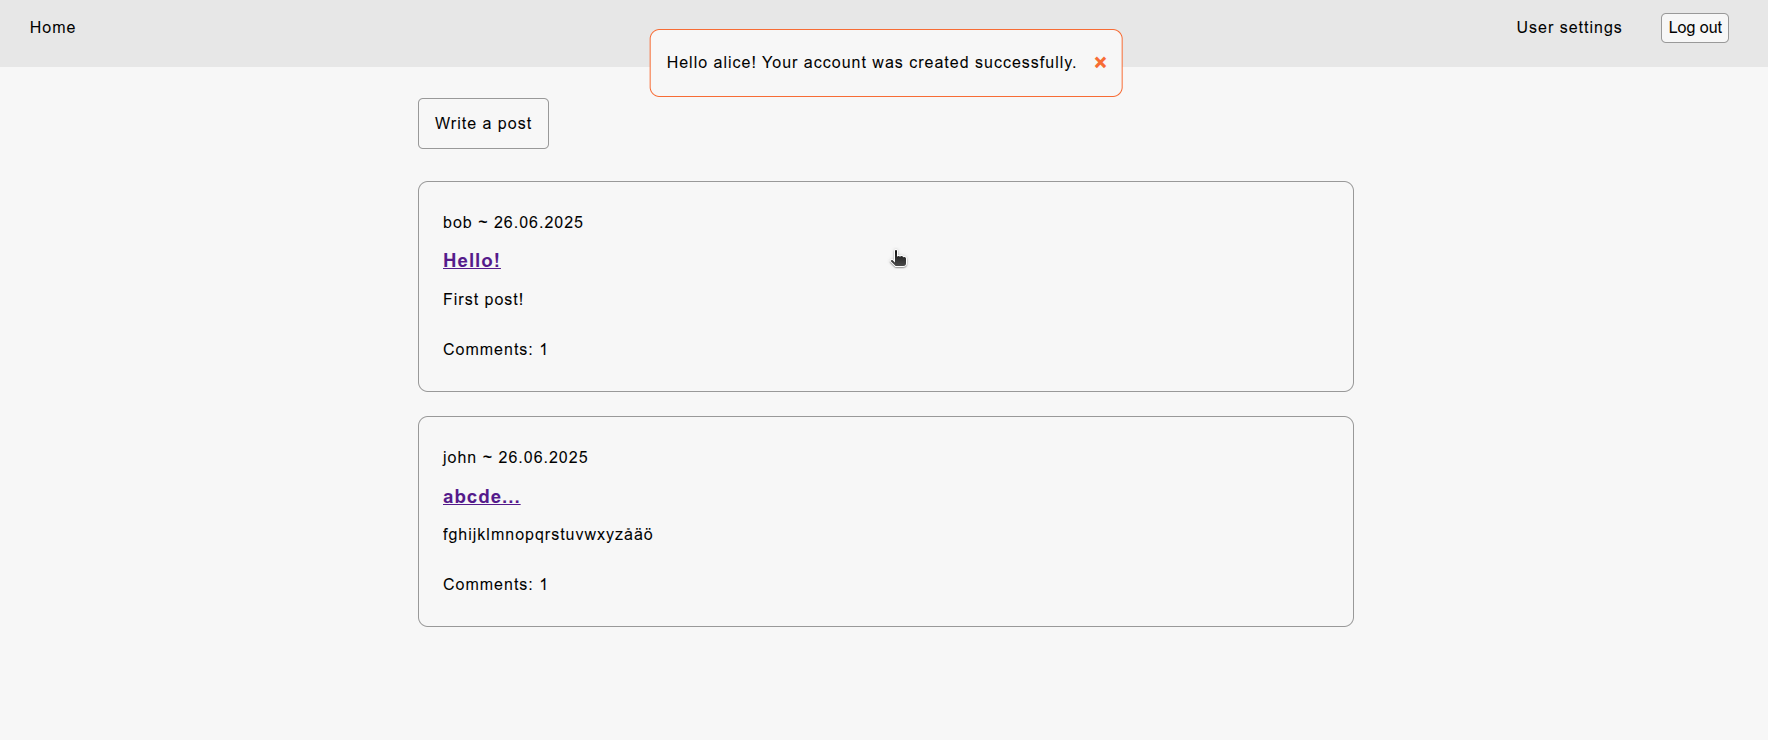 Home
User settings
Log out
Hello alice! Your account was created successfully. ×
Write a post
bob ~ 26.06.2025
Hello!
First post!
Comments: 1
john ~ 26.06.2025
abcde...
fghijklmnopqrstuvwxyzåäö
Comments: 1